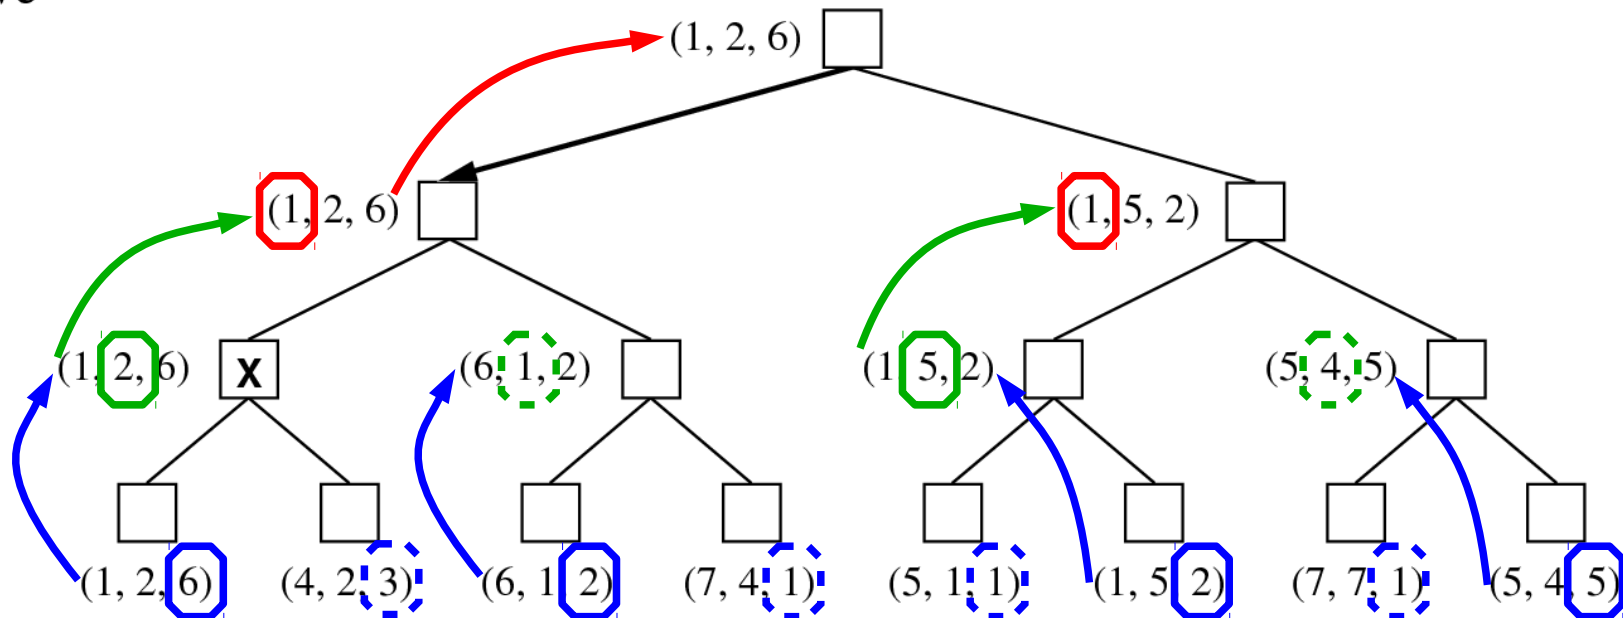 (1, 2, 6)
(1, 2, 6)
(1, 5, 2)
(1, 2, 6)
X
(6, 1, 2)
(1, 5, 2)
(5, 4, 5)
(1, 2, 6)
(4, 2, 3)
(6, 1, 2)
(7, 4, 1)
(5, 1, 1)
(1, 5, 2)
(7, 7, 1)
(5, 4, 5)